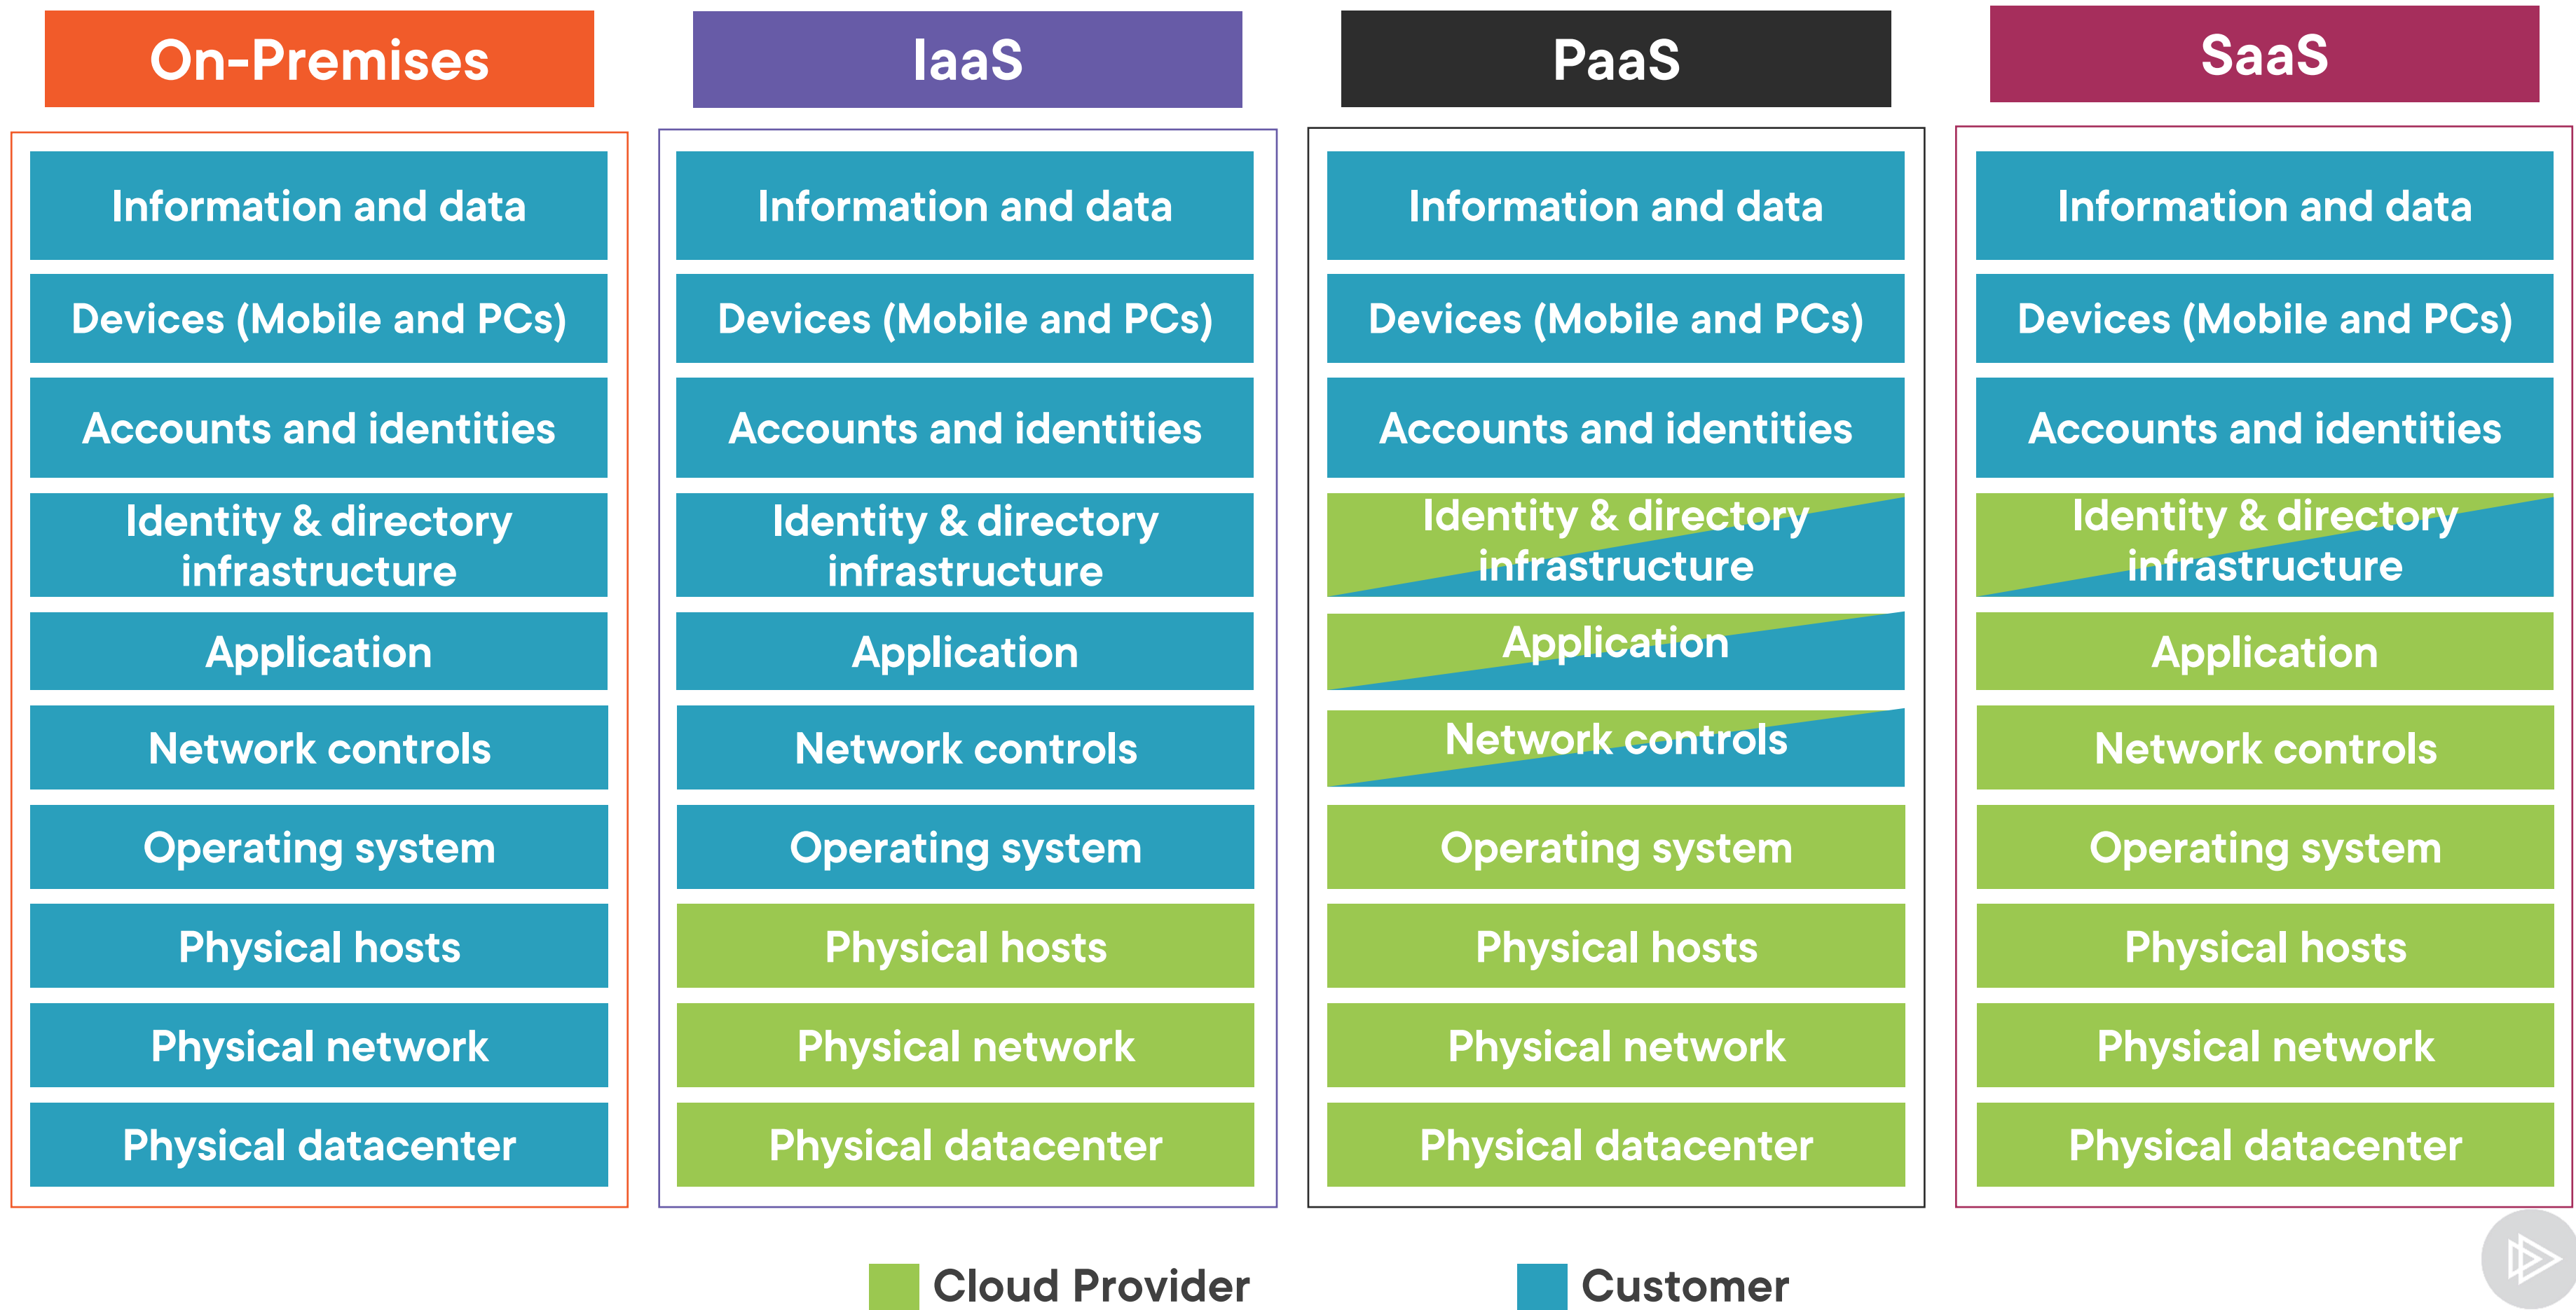 On-Premises
Information and data
Devices (Mobile and PCs)
Accounts and identities
Identity & directory
infrastructure
Application
Network controls
Operating system
Physical hosts
Physical network
Physical datacenter
IaaS
Information and data
Devices (Mobile and PCs)
Accounts and identities
Identity & directory
infrastructure
Application
Network controls
Operating system
Physical hosts
Physical network
Physical datacenter
PaaS
Information and data
Devices (Mobile and PCs)
Accounts and identities
Identity & directory
infrastructure
Application
Network controls
Operating system
Physical hosts
Physical network
Physical datacenter
SaaS
Information and data
Devices (Mobile and PCs)
Accounts and identities
Identity & directory
infrastructure
Application
Network controls
Operating system
Physical hosts
Physical network
Physical datacenter
Cloud Provider
Customer